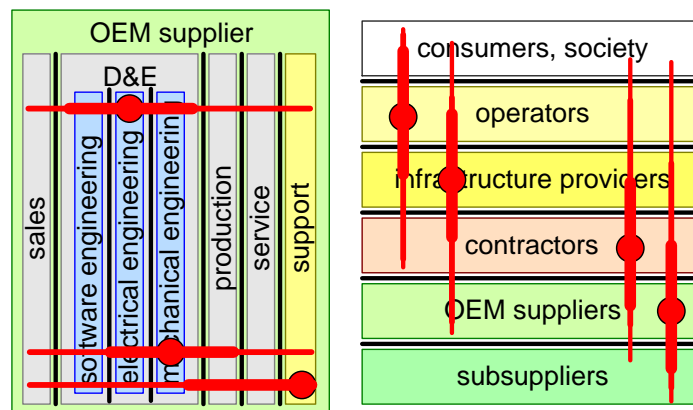 OEM supplier
D&E
sales
software engineering
electrical engineering
mechanical engineering
production
service
support
consumers, society
operators
infrastructure providers
contractors
OEM suppliers
subsuppliers